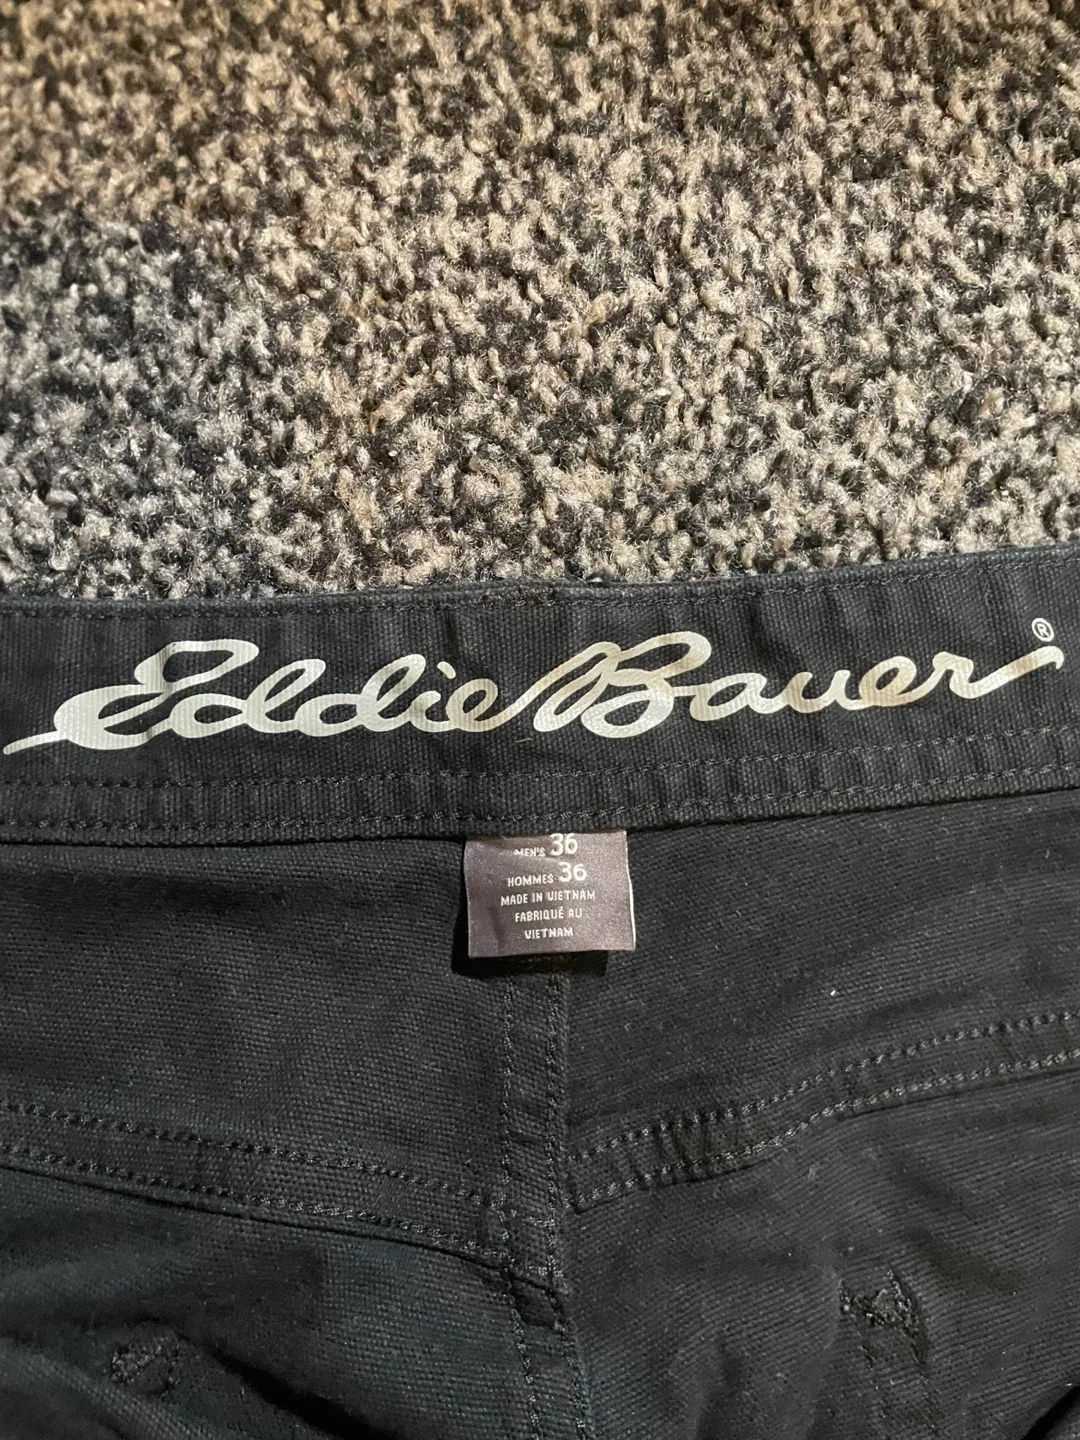 Eddie Bauer®
MEN'S 36
HOMMES 36
MADE IN VIETNAM
FABRIQUÉ AU
VIETNAM